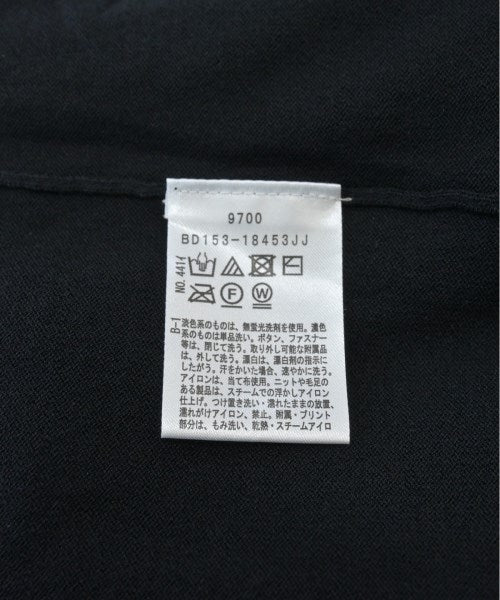 9700
BD153-18453JJ
NO.441イ
F W
B-1
淡色系のものは、無蛍光洗剤を使用。濃色
系のものは単品洗い。ボタン、ファスナー
等は、閉じて洗う。取り外し可能な附属品
は、外して洗う。漂白は、漂白剤の指示に
したがう。汗をかいた場合、速やかに洗う。
アイロンは、当て布使用。ニットや毛足の
ある製品は、スチームでの浮かしアイロン
仕上げ。つけ置き洗い・濡れたままの放置、
濡れがけアイロン、禁止。附属・プリント
部分は、もみ洗い、乾熱・スチームアイロ